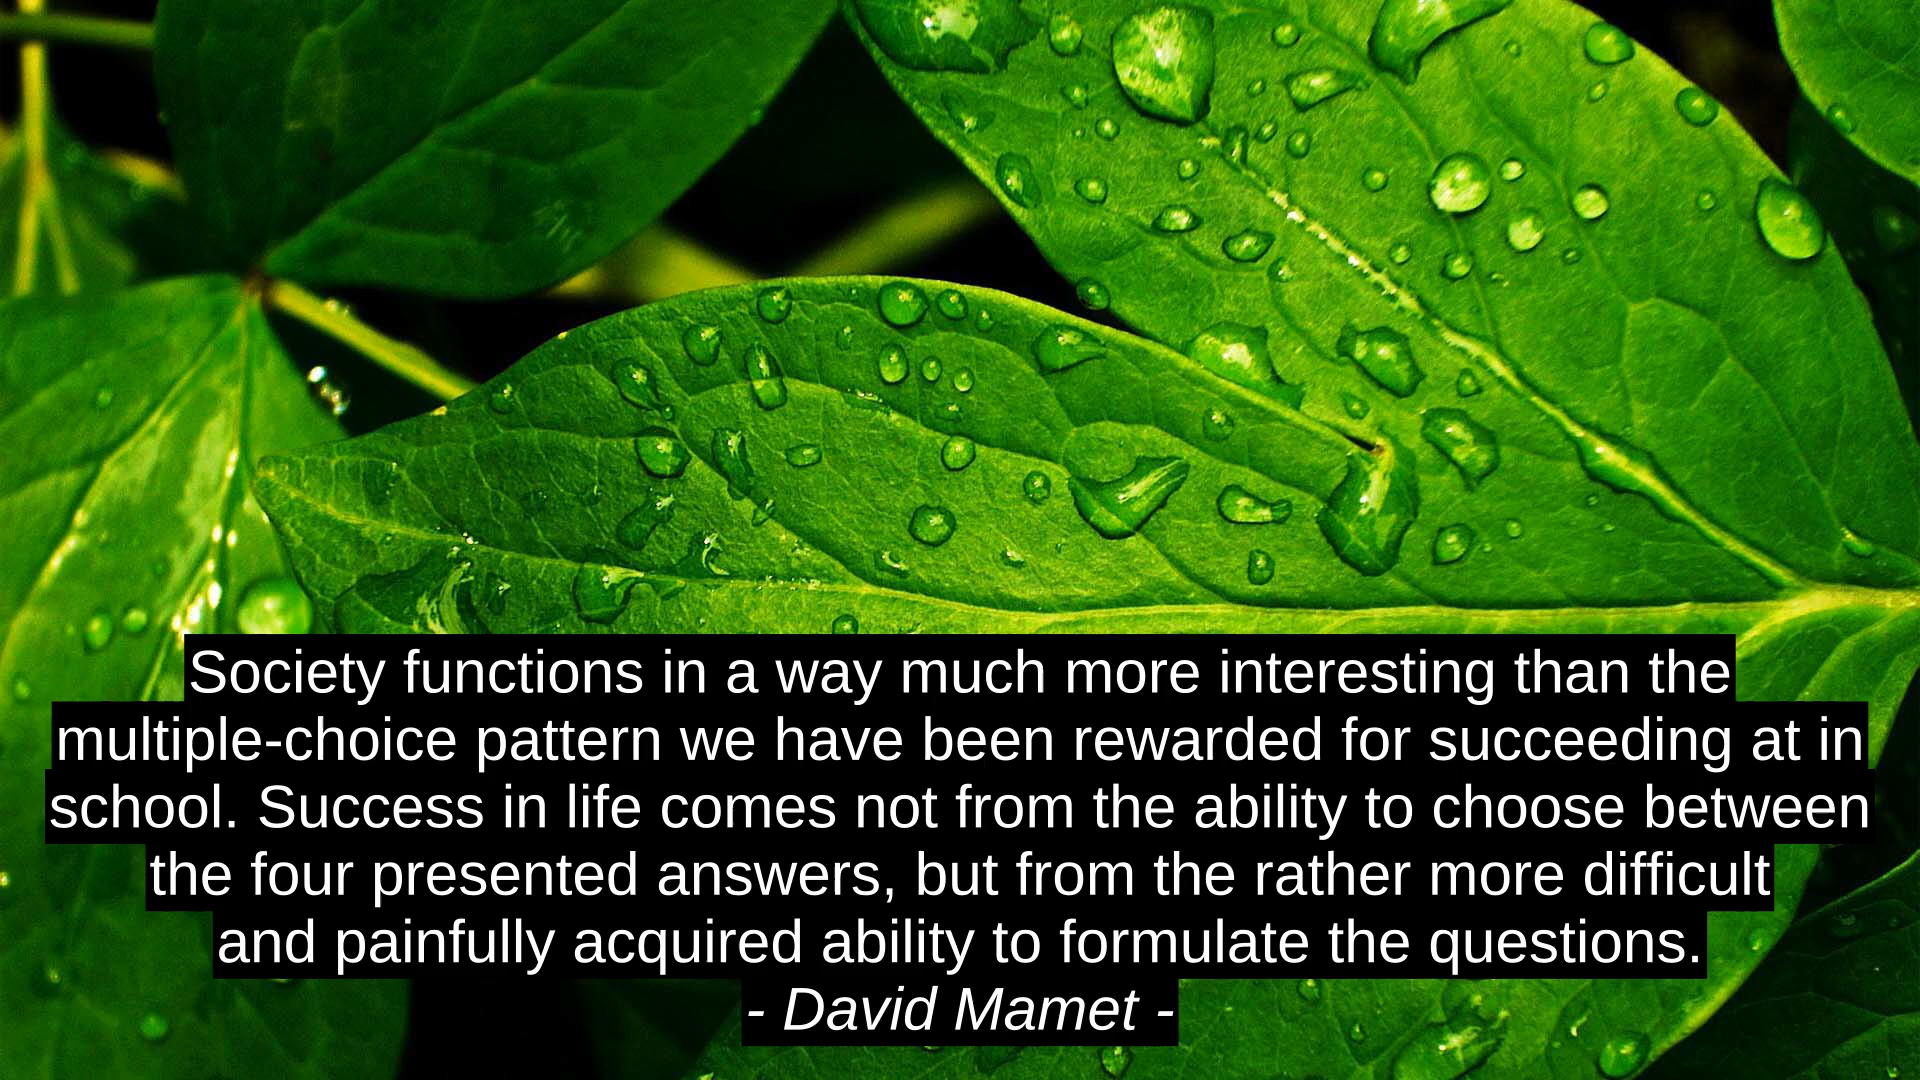 Society functions in a way much more interesting than the
multiple-choice pattern we have been rewarded for succeeding at in
school. Success in life comes not from the ability to choose between
the four presented answers, but from the rather more difficult
and painfully acquired ability to formulate the questions.
- David Mamet -